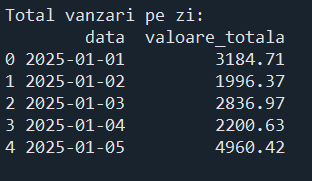 Total vanzari pe zi:
data valoare_totala
0 2025-01-01 3184.71
1 2025-01-02 1996.37
2 2025-01-03 2836.97
3 2025-01-04 2200.63
4 2025-01-05 4960.42